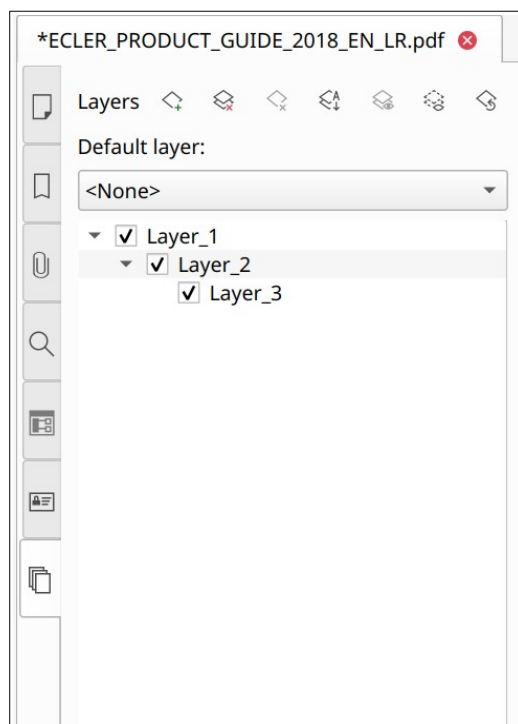 *ECLER_PRODUCT_GUIDE_2018_EN_LR.pdf
Layers
Default layer:
<None>
Layer_1
Layer_2
Layer_3